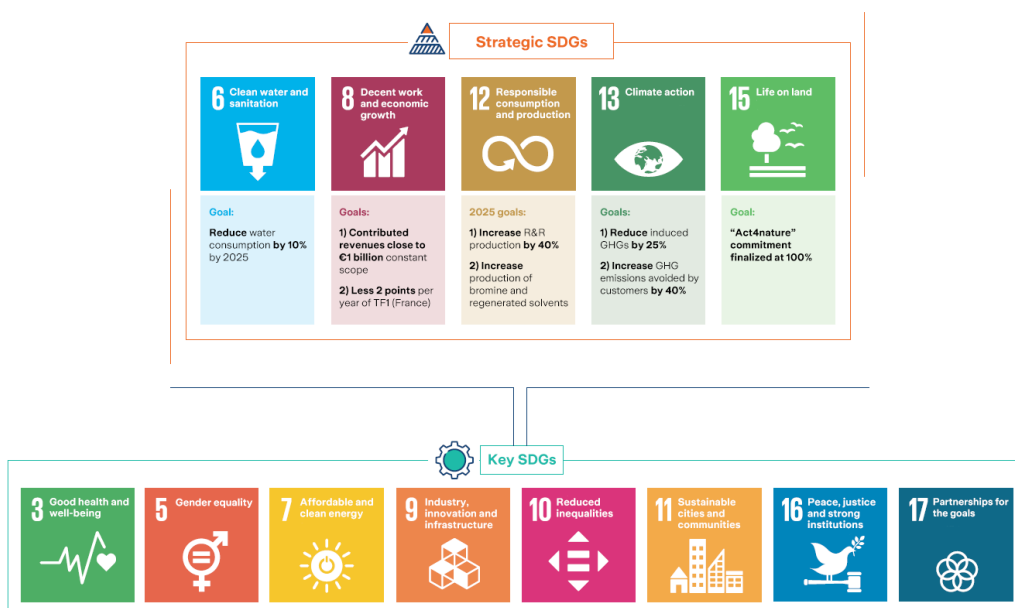 Strategic SDGs
6 Clean water and
sanitation
8 Decent work
and economic
growth
12 Responsible
consumption
and production
13 Climate action
15 Life on land
Goal:
Reduce water
consumption by 10%
by 2025
Goals:
1) Contributed
revenues close to
€1 billion constant
scope
2) Less 2 points per
year of TF1 (France)
2025 goals:
1) Increase R&R
production by 40%
2) Increase
production of
bromine and
regenerated solvents
Goals:
1) Reduce induced
GHGs by 25%
2) Increase GHG
emissions avoided by
customers by 40%
Goal:
“Act4nature”
commitment
finalized at 100%
Key SDGs
3 Good health and
well-being
5 Gender equality
7 Affordable and
clean energy
9 Industry,
innovation and
infrastructure
10 Reduced
inequalities
11 Sustainable
cities and
communities
16 Peace, justice
and strong
institutions
17 Partnerships for
the goals